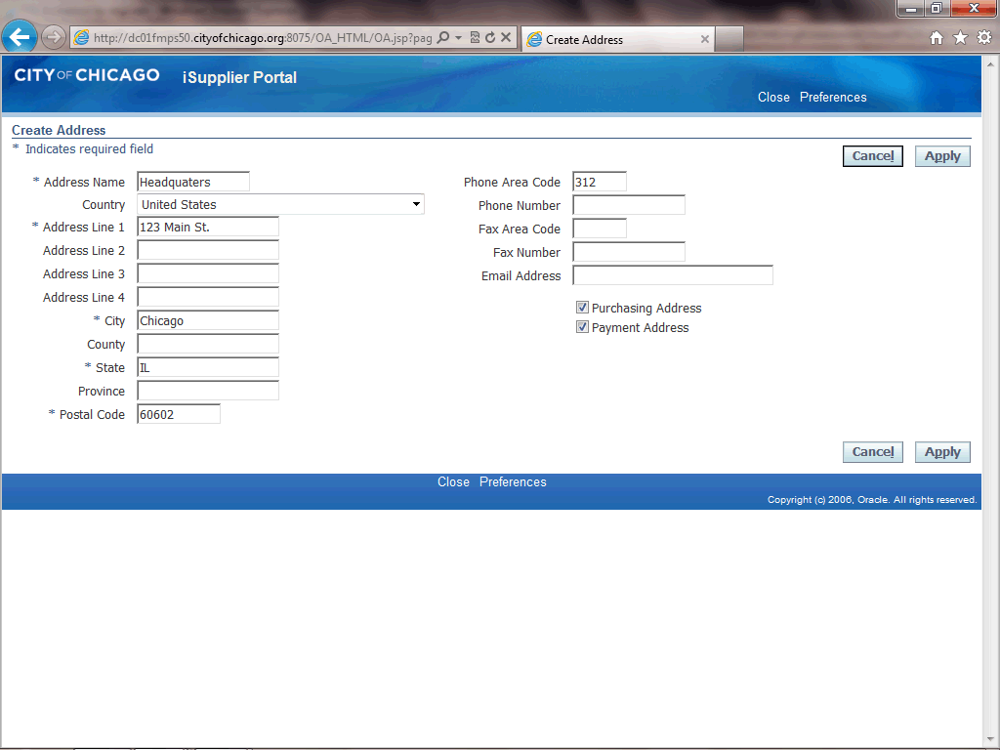 http://dc01fmps50.cityofchicago.org:8075/OA_HTML/OA.jsp?pag
Create Address
CITY OF CHICAGO iSupplier Portal
Close Preferences
Create Address
* Indicates required field
Cancel Apply
* Address Name Headquaters
Country United States
* Address Line 1 123 Main St.
Address Line 2
Address Line 3
Address Line 4
* City Chicago
County
* State IL
Province
* Postal Code 60602
Phone Area Code 312
Phone Number
Fax Area Code
Fax Number
Email Address
Purchasing Address
Payment Address
Cancel Apply
Close Preferences
Copyright (c) 2006, Oracle. All rights reserved.